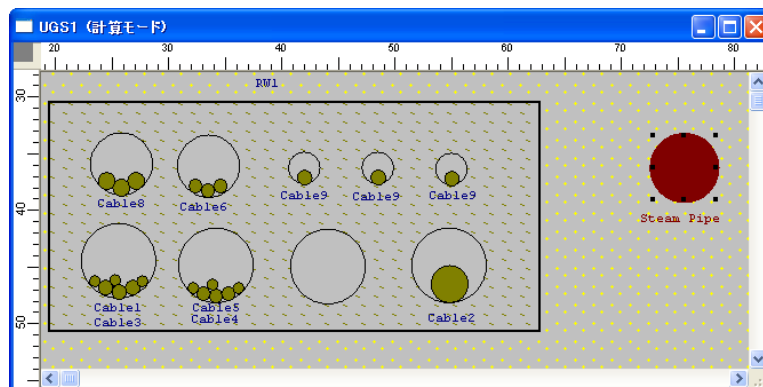 UGS1 (計算モード)
20 30 40 50 60 70 80
RW1
30
40
50
Cable8 Cable6 Cable9 Cable9 Cable9
Steam Pipe
Cable1 Cable5 Cable2
Cable3 Cable4